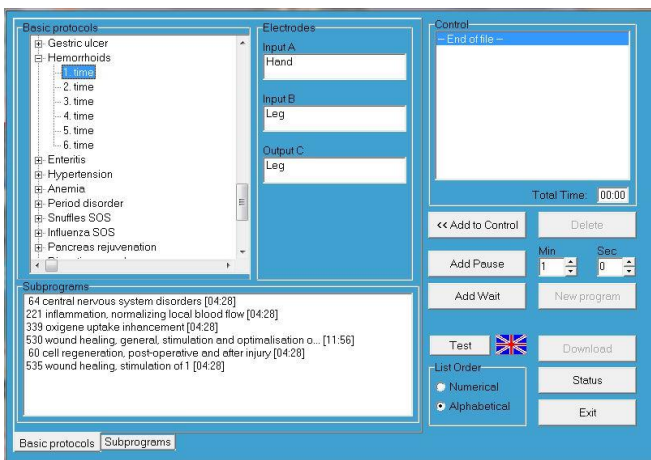 Basic protocols
Gastric ulcer
Hemorrhoids
1. time
2. time
3. time
4. time
5. time
6. time
Enteritis
Hypertension
Anemia
Period disorder
Snuffles SOS
Influenza SOS
Pancreas rejuvenation
Electrodes
Input A
Hand
Input B
Leg
Output C
Leg
Control
-- End of file --
Total Time: 00:00
<< Add to Control
Delete
Add Pause
Min
1
Sec
0
Add Wait
New program
Test
Download
List Order
Numerical
Alphabetical
Status
Exit
Subprograms
64 central nervous system disorders [04:28]
221 inflammation, normalizing local blood flow [04:28]
339 oxigene uptake inhancement [04:28]
530 wound healing, general, stimulation and optimalisation o... [11:56]
60 cell regeneration, post-operative and after injury [04:28]
535 wound healing, stimulation of 1 [04:28]
Basic protocols
Subprograms